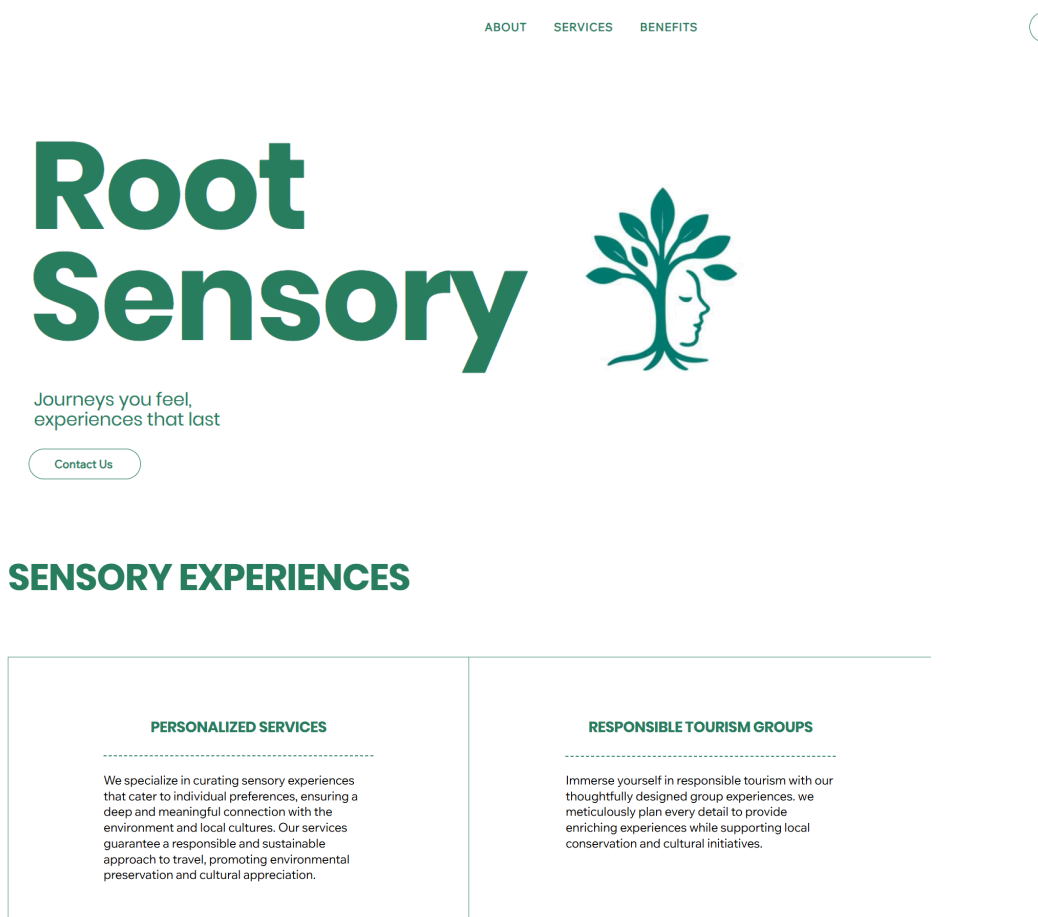 ABOUT SERVICES BENEFITS
Root
Sensory
Journeys you feel,
experiences that last
Contact Us
SENSORY EXPERIENCES
PERSONALIZED SERVICES
We specialize in curating sensory experiences
that cater to individual preferences, ensuring a
deep and meaningful connection with the
environment and local cultures. Our services
guarantee a responsible and sustainable
approach to travel, promoting environmental
preservation and cultural appreciation.
RESPONSIBLE TOURISM GROUPS
Immerse yourself in responsible tourism with our
thoughtfully designed group experiences. we
meticulously plan every detail to provide
enriching experiences while supporting local
conservation and cultural initiatives.